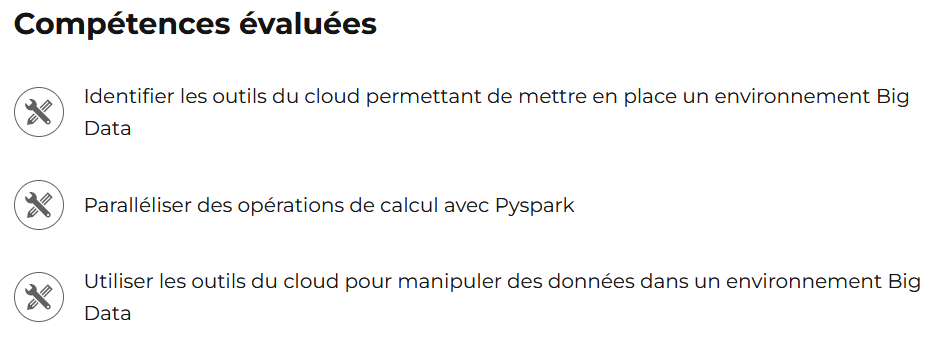 Compétences évaluées
Identifier les outils du cloud permettant de mettre en place un environnement Big
Data
Paralléliser des opérations de calcul avec Pyspark
Utiliser les outils du cloud pour manipuler des données dans un environnement Big
Data